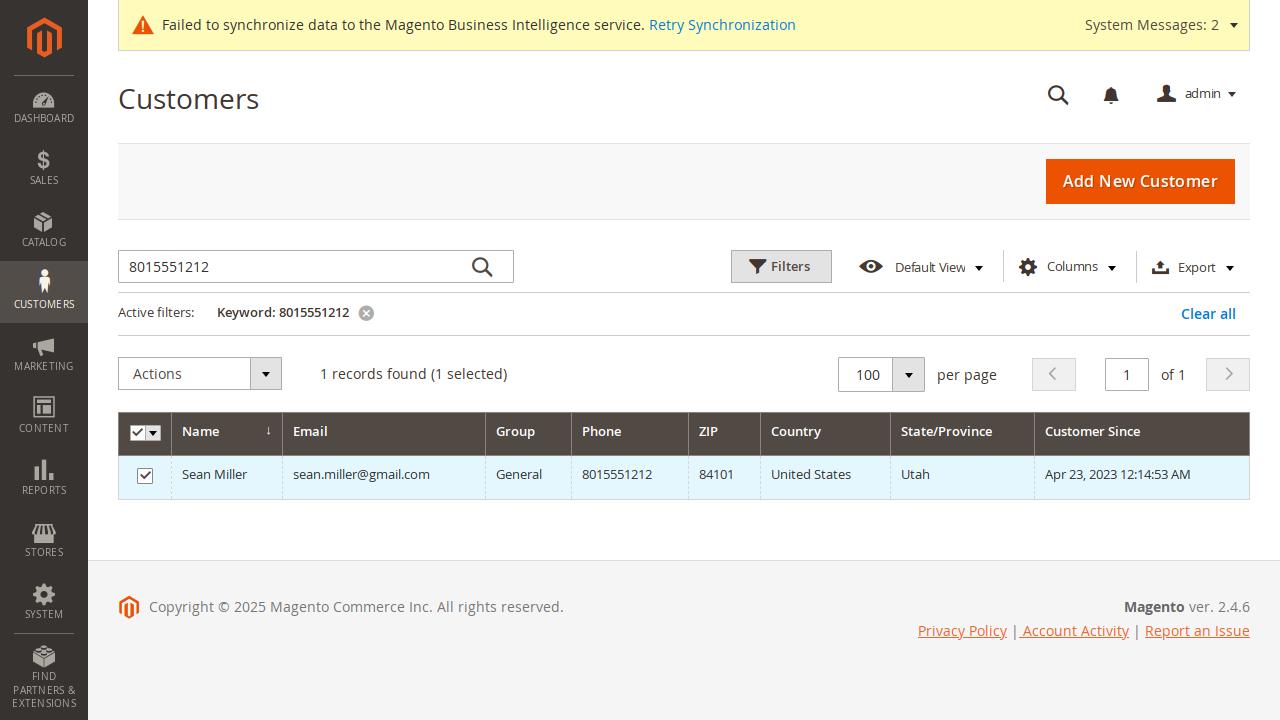 Failed to synchronize data to the Magento Business Intelligence service. Retry Synchronization
System Messages: 2
Customers
admin
DASHBOARD
SALES
CATALOG
CUSTOMERS
MARKETING
CONTENT
REPORTS
STORES
SYSTEM
FIND
PARTNERS &
EXTENSIONS
Add New Customer
8015551212
Filters
Default View
Columns
Export
Active filters:
Keyword: 8015551212
Clear all
Actions
1 records found (1 selected)
100
per page
1
of 1
Name ↓ Email Group Phone ZIP Country State/Province Customer Since
Sean Miller sean.miller@gmail.com General 8015551212 84101 United States Utah Apr 23, 2023 12:14:53 AM
Copyright © 2025 Magento Commerce Inc. All rights reserved.
Magento ver. 2.4.6
Privacy Policy | Account Activity | Report an Issue